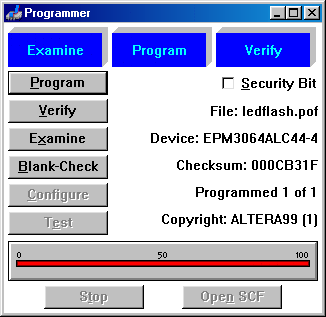 Programmer
Examine Program Verify
Program
Security Bit
Verify
File: ledflash.pof
Examine
Device: EPM3064ALC44-4
Blank-Check
Checksum: 000CB31F
Configure
Programmed 1 of 1
Test
Copyright: ALTERA99 (1)
0 50 100
Stop Open SCF